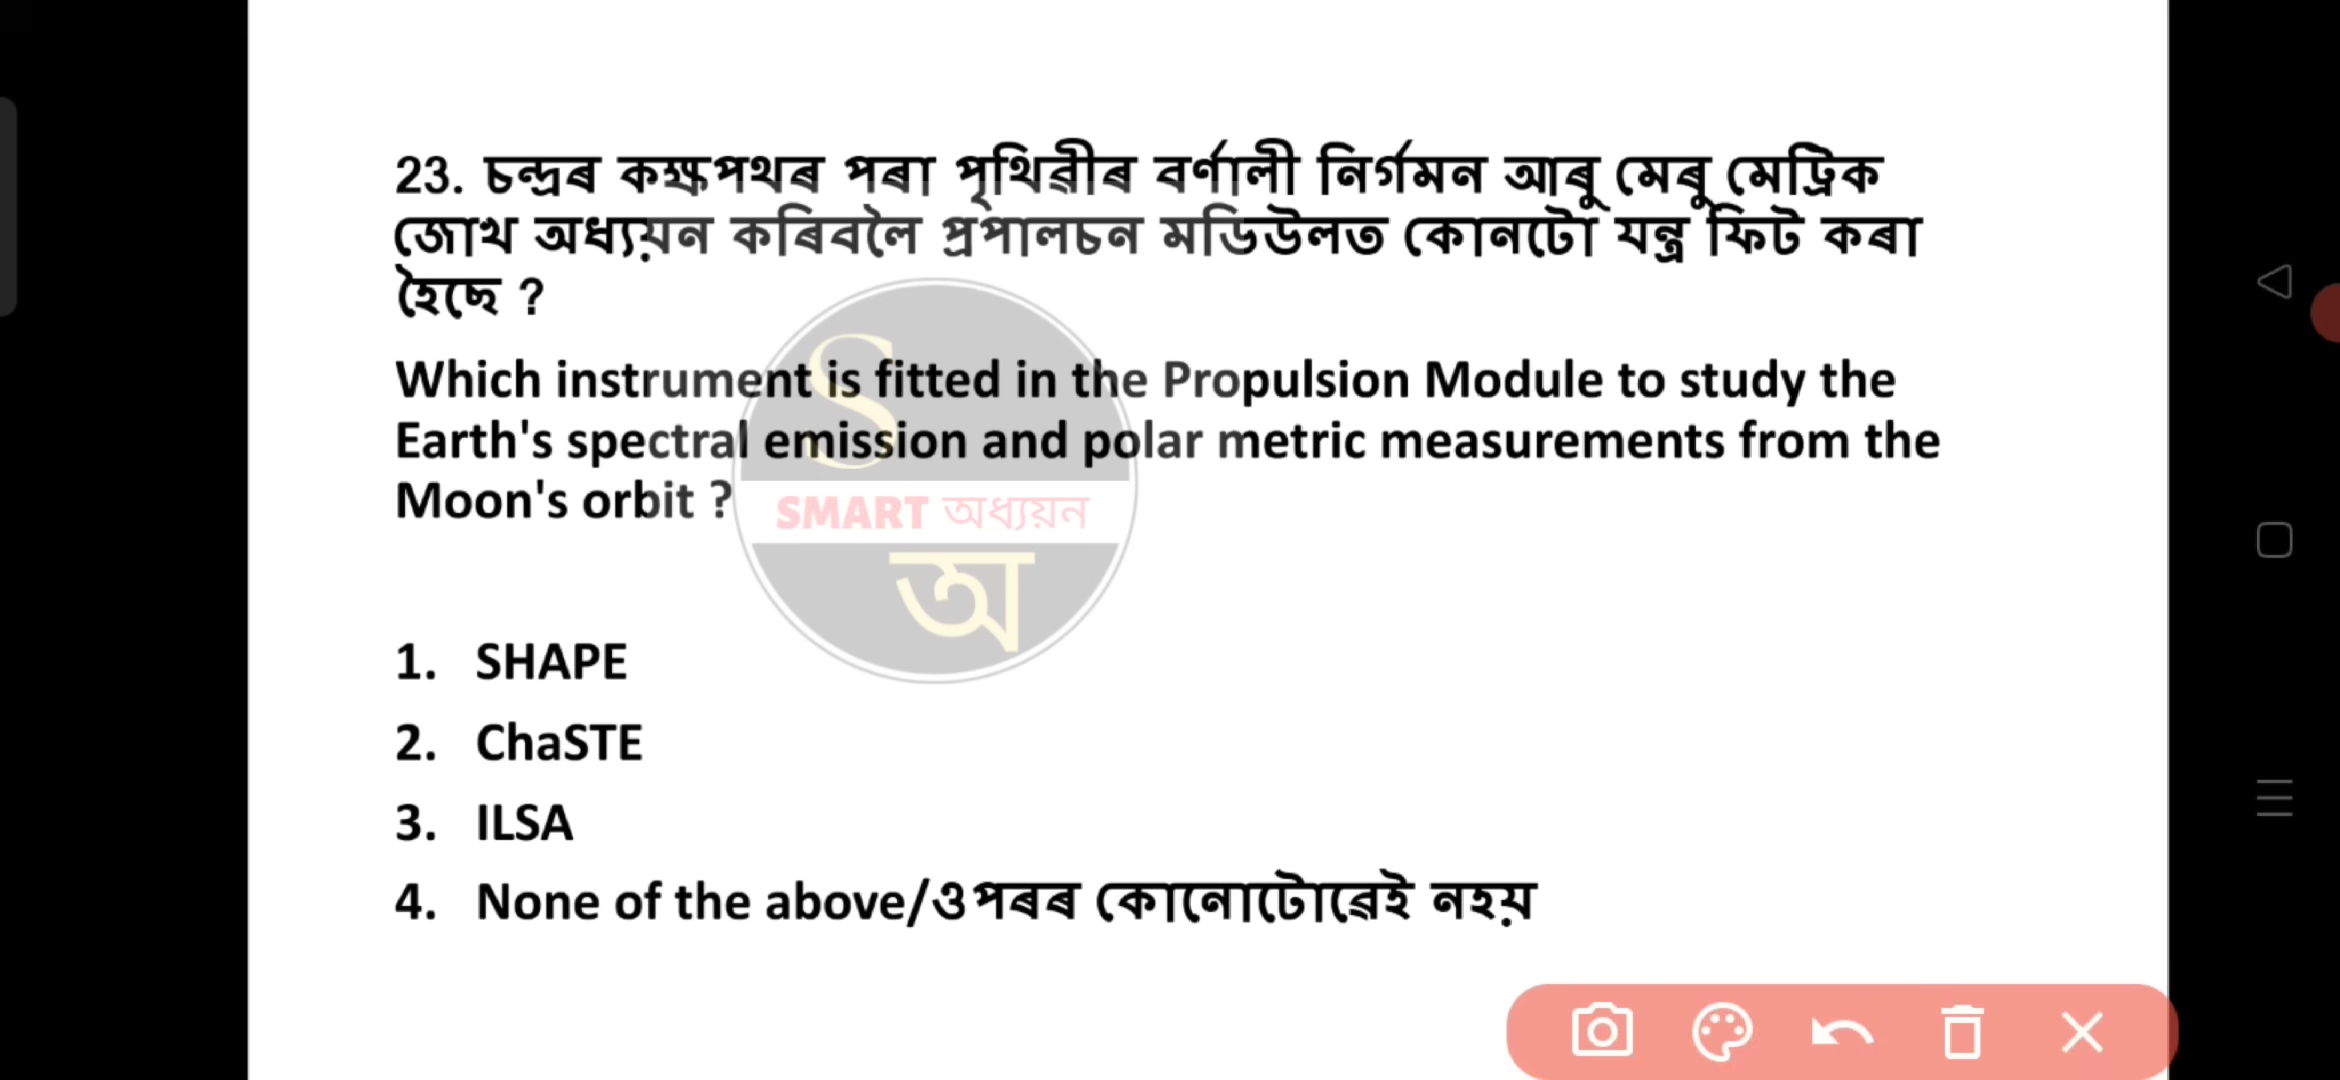 23. চন্দ্ৰৰ কক্ষপথৰ পৰা পৃথিৱীৰ বৰ্ণালী নিৰ্গমন আৰু মেৰু মেট্ৰিক
জোখ অধ্যয়ন কৰিবলৈ প্ৰপালচন মডিউলত কোনটো যন্ত্ৰ ফিট কৰা
হৈছে ?
Which instrument is fitted in the Propulsion Module to study the
Earth's spectral emission and polar metric measurements from the
Moon's orbit ?
S
SMART অধ্যয়ন
অ
1. SHAPE
2. ChaSTE
3. ILSA
4. None of the above/ওপৰৰ কোনোটোৱেই নহয়